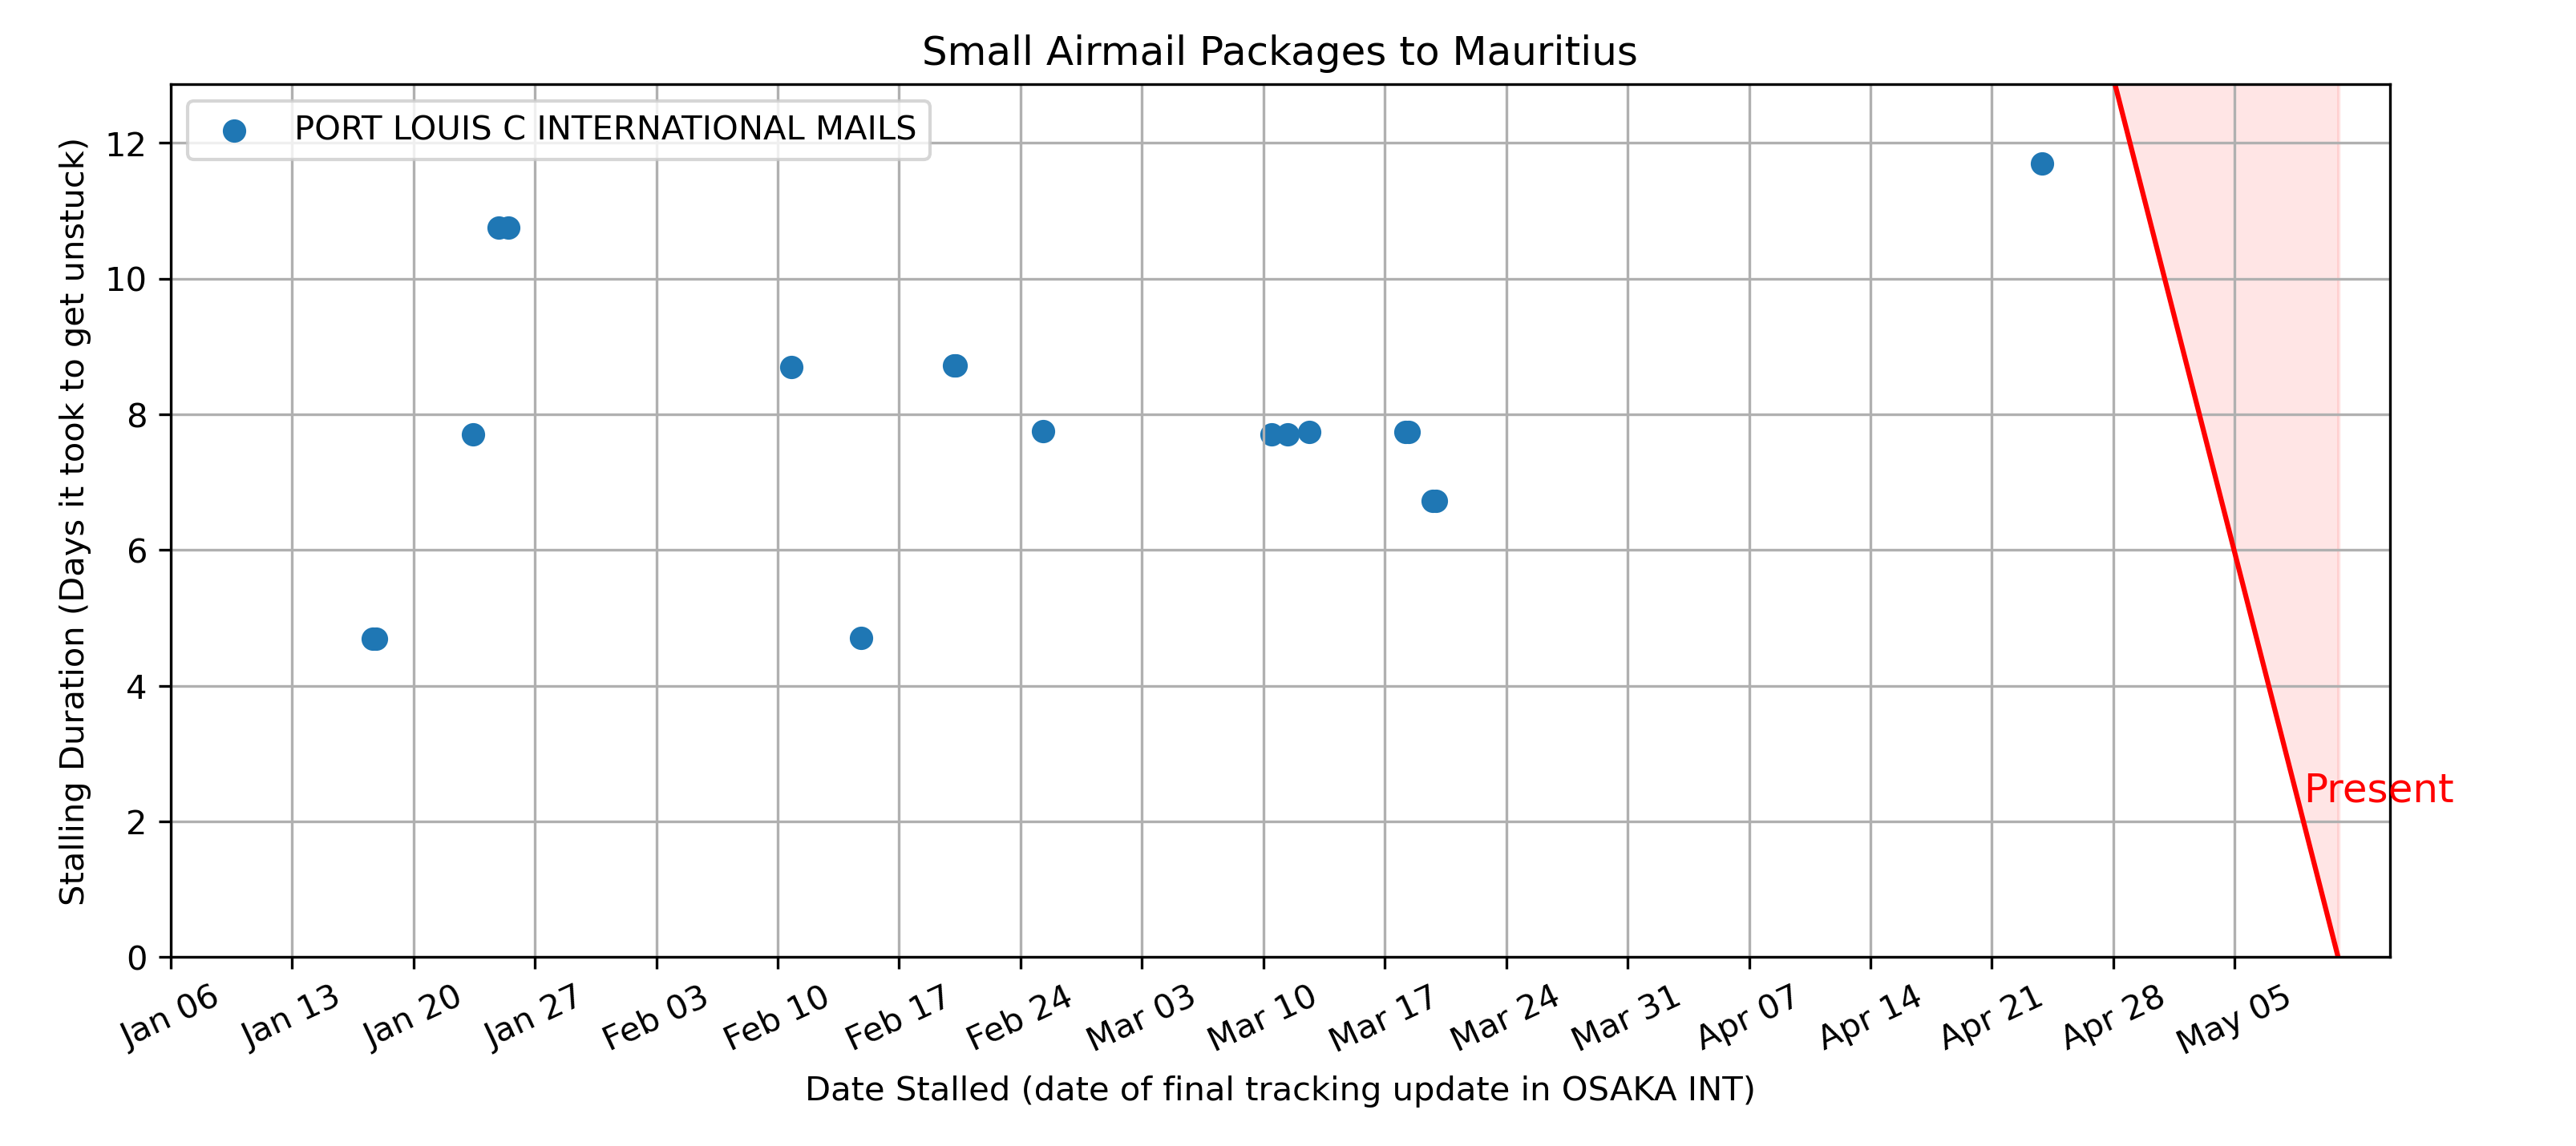 Small Airmail Packages to Mauritius
PORT LOUIS C INTERNATIONAL MAILS
Stalling Duration (Days it took to get unstuck)
12
10
8
6
4
2
0
Present
Jan 06
Jan 13
Jan 20
Jan 27
Feb 03
Feb 10
Feb 17
Feb 24
Mar 03
Mar 10
Mar 17
Mar 24
Mar 31
Apr 07
Apr 14
Apr 21
Apr 28
May 05
Date Stalled (date of final tracking update in OSAKA INT)